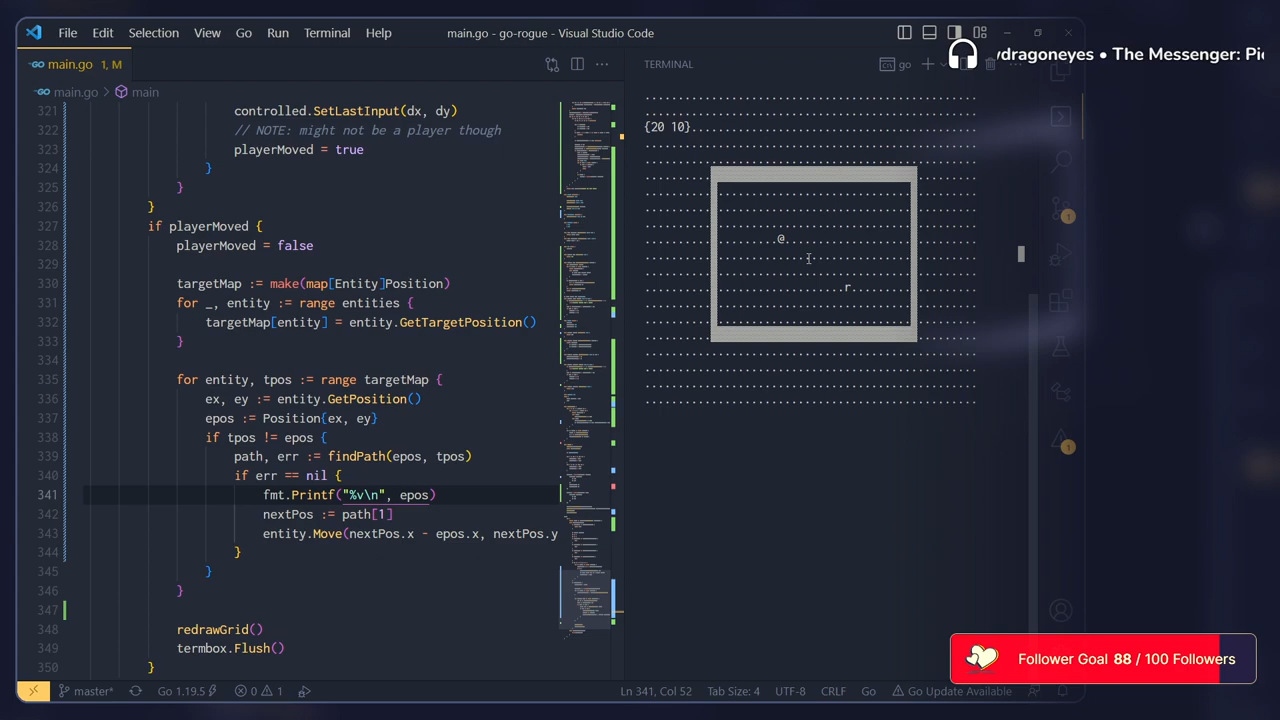 File Edit Selection View Go Run Terminal Help
main.go - go-rogue - Visual Studio Code
main.go 1, M
TERMINAL
go
ydragoneyes • The Messenger: Pi
main.go > main
321 controlled.SetLastInput(dx, dy)
322 // NOTE: might not be a player though
323 playerMoved = true
324 }
325 }
326 }
327 if playerMoved {
328 playerMoved = false
329
330 targetMap := make(map[Entity]Position)
331 for _, entity := range entities {
332 targetMap[entity] = entity.GetTargetPosition()
333 }
334
335 for entity, tpos := range targetMap {
336 ex, ey := entity.GetPosition()
337 epos := Position{ex, ey}
338 if tpos != epos {
339 path, err := findPath(epos, tpos)
340 if err == nil {
341 fmt.Printf("%v\n", epos)
342 nextPos := path[1]
343 entity.Move(nextPos.x - epos.x, nextPos.y
344 }
345 }
346 }
347
348 redrawGrid()
349 termbox.Flush()
350 }
{20 10}
@
r
1
1
Follower Goal 88 / 100 Followers
master* Go 1.19.5 0 1
Ln 341, Col 52 Tab Size: 4 UTF-8 CRLF Go Go Update Available